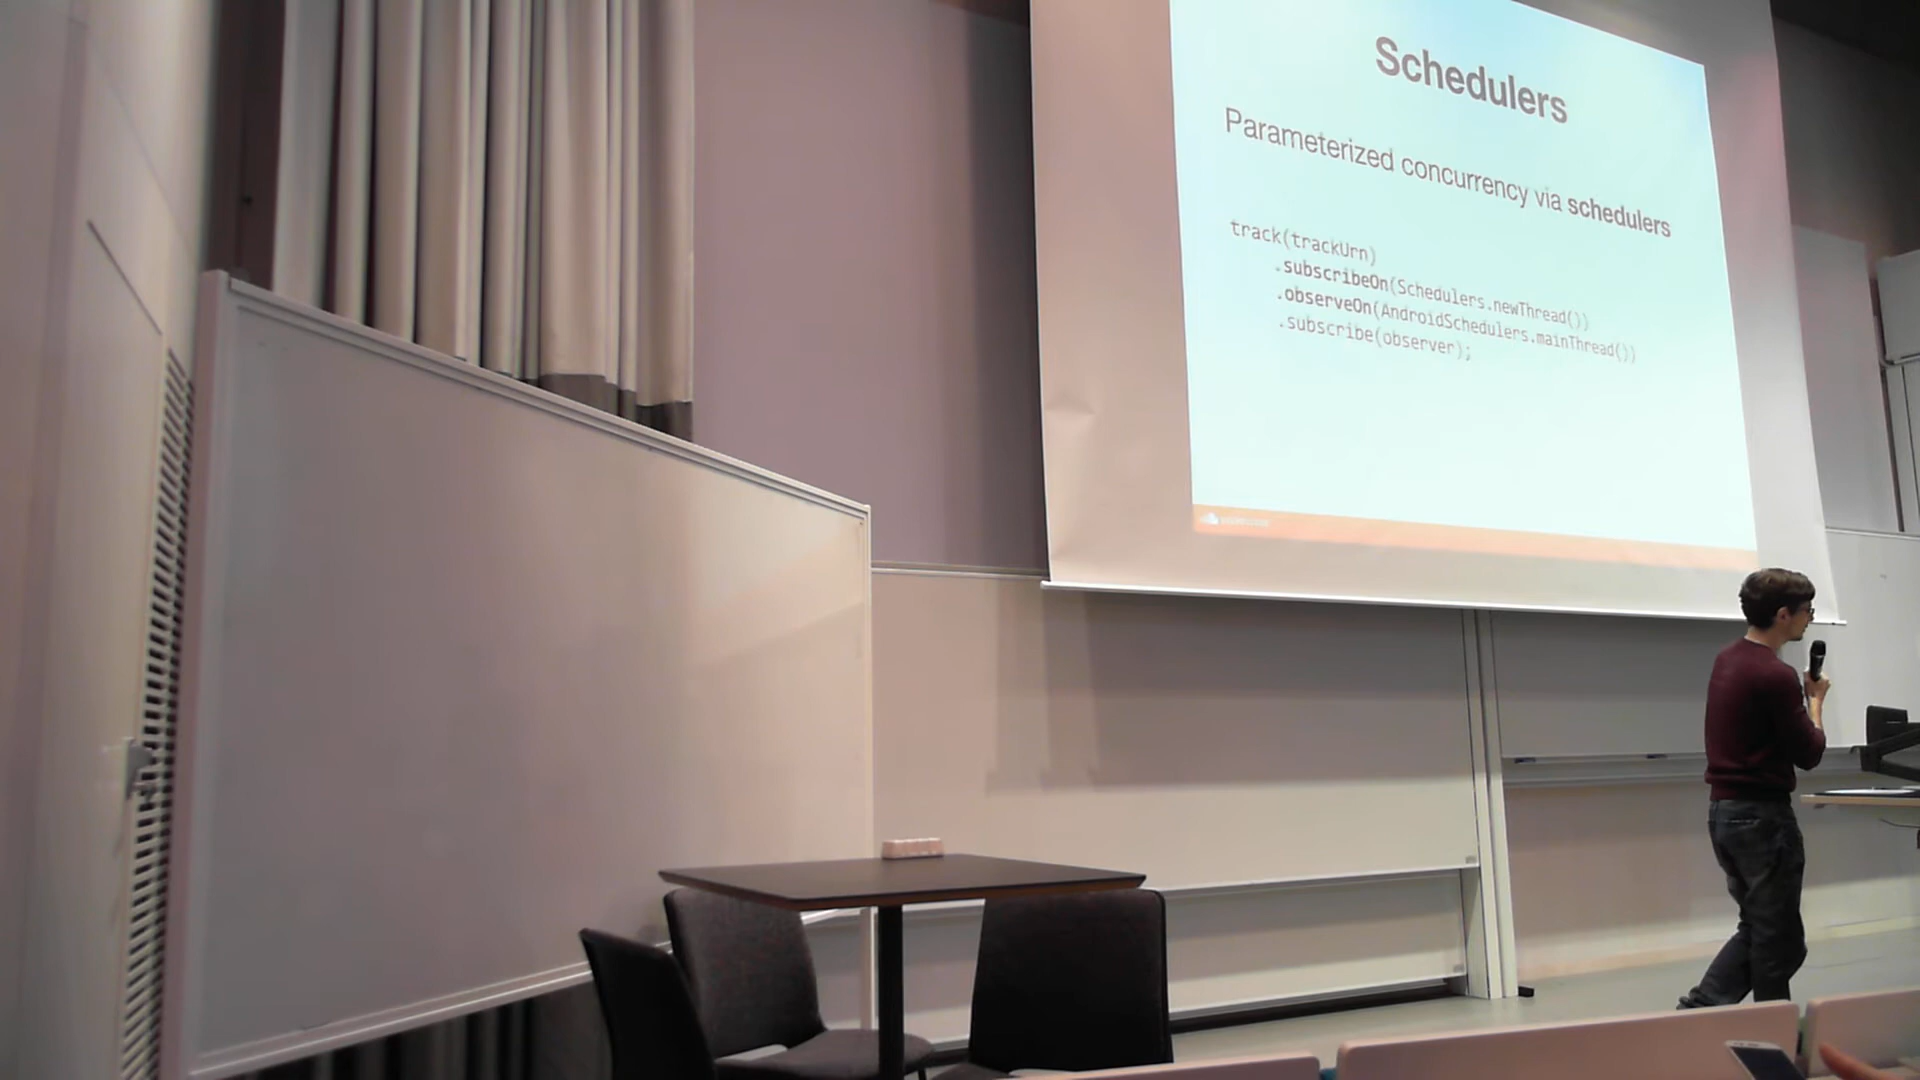 Schedulers
Parameterized concurrency via schedulers
track(trackUrn)
.subscribeOn(Schedulers.newThread())
.observeOn(AndroidSchedulers.mainThread())
.subscribe(observer);